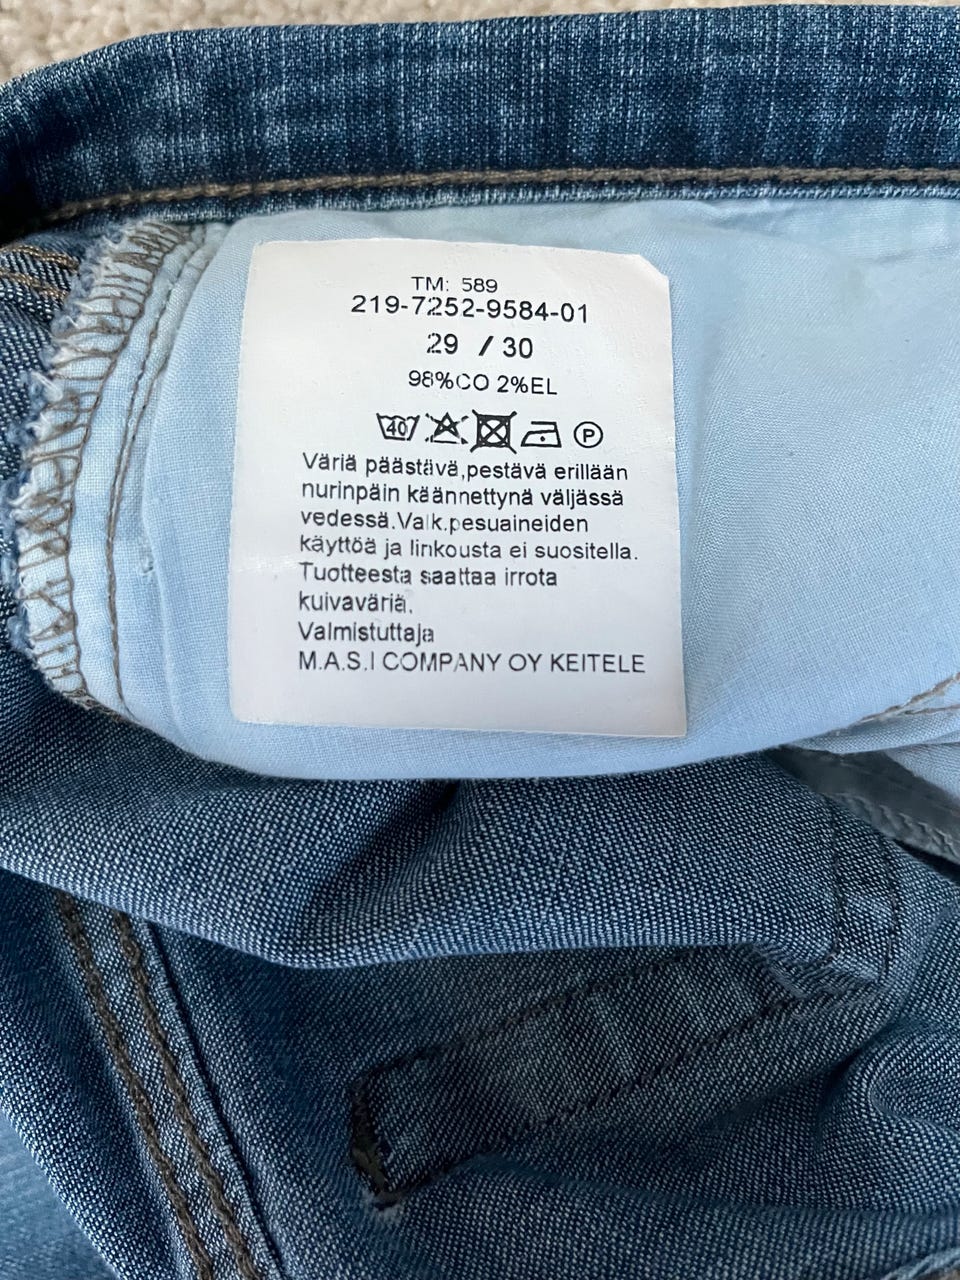 TM: 589
219-7252-9584-01
29 / 30
98%CO 2%EL
40 P
Väriä päästävä,pestävä erillään
nurinpäin käännettynä väljässä
vedessä.Valk.pesuaineiden
käyttöä ja linkousta ei suositella.
Tuotteesta saattaa irrota
kuivaväriä.
Valmistuttaja
M.A.S.I COMPANY OY KEITELE